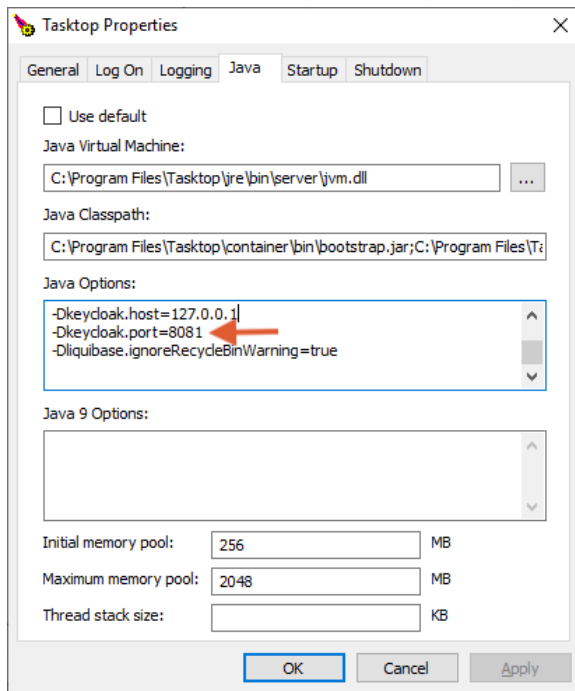 Tasktop Properties
General Log On Logging Java Startup Shutdown
Use default
Java Virtual Machine:
C:\Program Files\Tasktop\jre\bin\server\jvm.dll ...
Java Classpath:
C:\Program Files\Tasktop\container\bin\bootstrap.jar;C:\Program Files\Ta
Java Options:
-Dkeycloak.host=127.0.0.1
-Dkeycloak.port=8081
-Dliquibase.ignoreRecycleBinWarning=true
Java 9 Options:
Initial memory pool: 256 MB
Maximum memory pool: 2048 MB
Thread stack size: KB
OK Cancel Apply